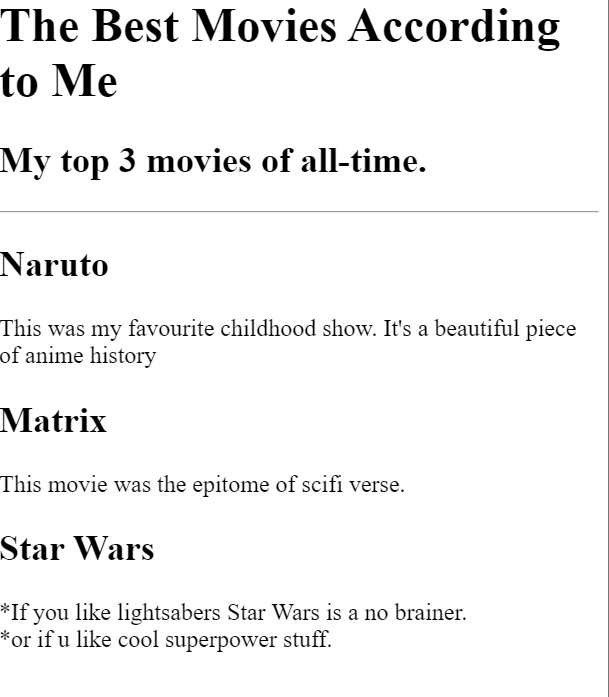 The Best Movies According
to Me
My top 3 movies of all-time.
Naruto
This was my favourite childhood show. It's a beautiful piece
of anime history
Matrix
This movie was the epitome of scifi verse.
Star Wars
*If you like lightsabers Star Wars is a no brainer.
*or if u like cool superpower stuff.